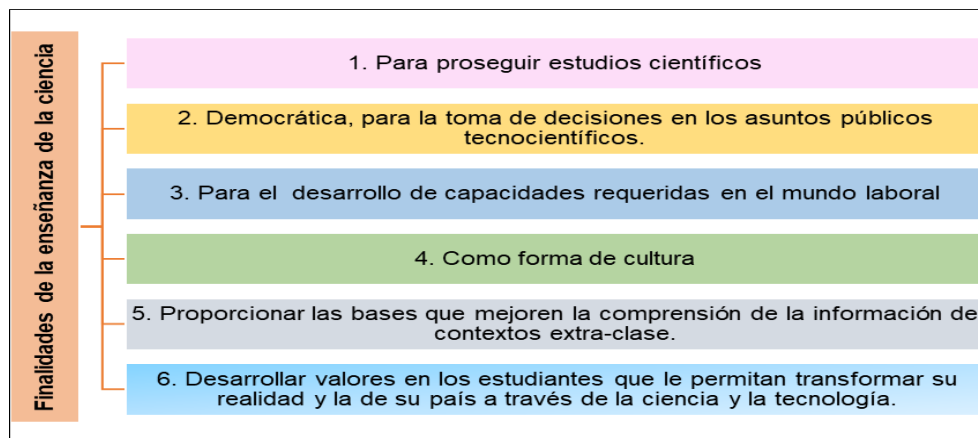 Finalidades de la enseñanza de la ciencia
1. Para proseguir estudios científicos
2. Democrática, para la toma de decisiones en los asuntos públicos
tecnocientíficos.
3. Para el desarrollo de capacidades requeridas en el mundo laboral
4. Como forma de cultura
5. Proporcionar las bases que mejoren la comprensión de la información de
contextos extra-clase.
6. Desarrollar valores en los estudiantes que le permitan transformar su
realidad y la de su país a través de la ciencia y la tecnología.